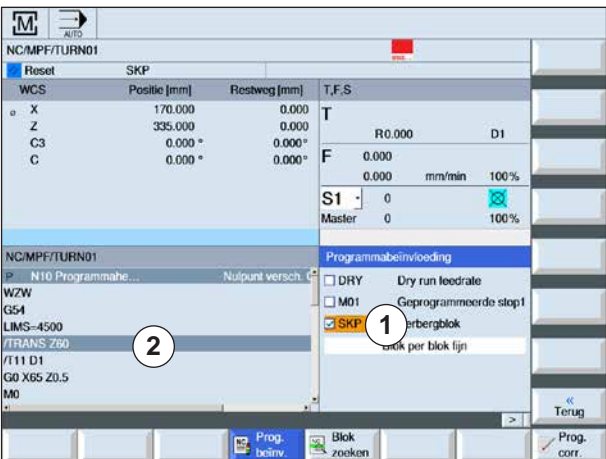 M
AUTO
NC/MPF/TURN01
Reset SKP
WCS Positie [mm] Restweg [mm] T,F,S
X 170.000 0.000
Z 335.000 0.000
C3 0.000 ° 0.000°
C 0.000 ° 0.000°
T
R0.000 D1
F 0.000
0.000 mm/min 100%
S1 0
Master 0 100%
NC/MPF/TURN01
P N10 Programmahe... Nulpunt versch.
WZW
G54
LIMS=4500
/TRANS Z60
/T11 D1
G0 X65 Z0.5
M0
2
Programmabeïnvloeding
DRY Dry run feedrate
M01 Geprogrammeerde stop1
SKP 1 erbergblok
Blok per blok fijn
>
« Terug
NC Prog. beïnv.
NC Blok zoeken
Prog. corr.